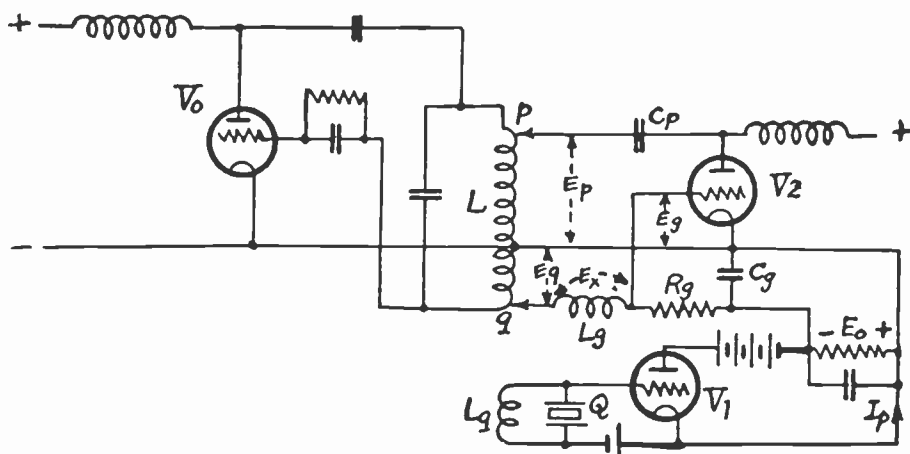 +
V0
p
Cp
+
Ep
V2
L
Eg
-
Eq
Ex
Cg
q
Rg
Lg
- E0 +
Lq
Q
V1
Ip